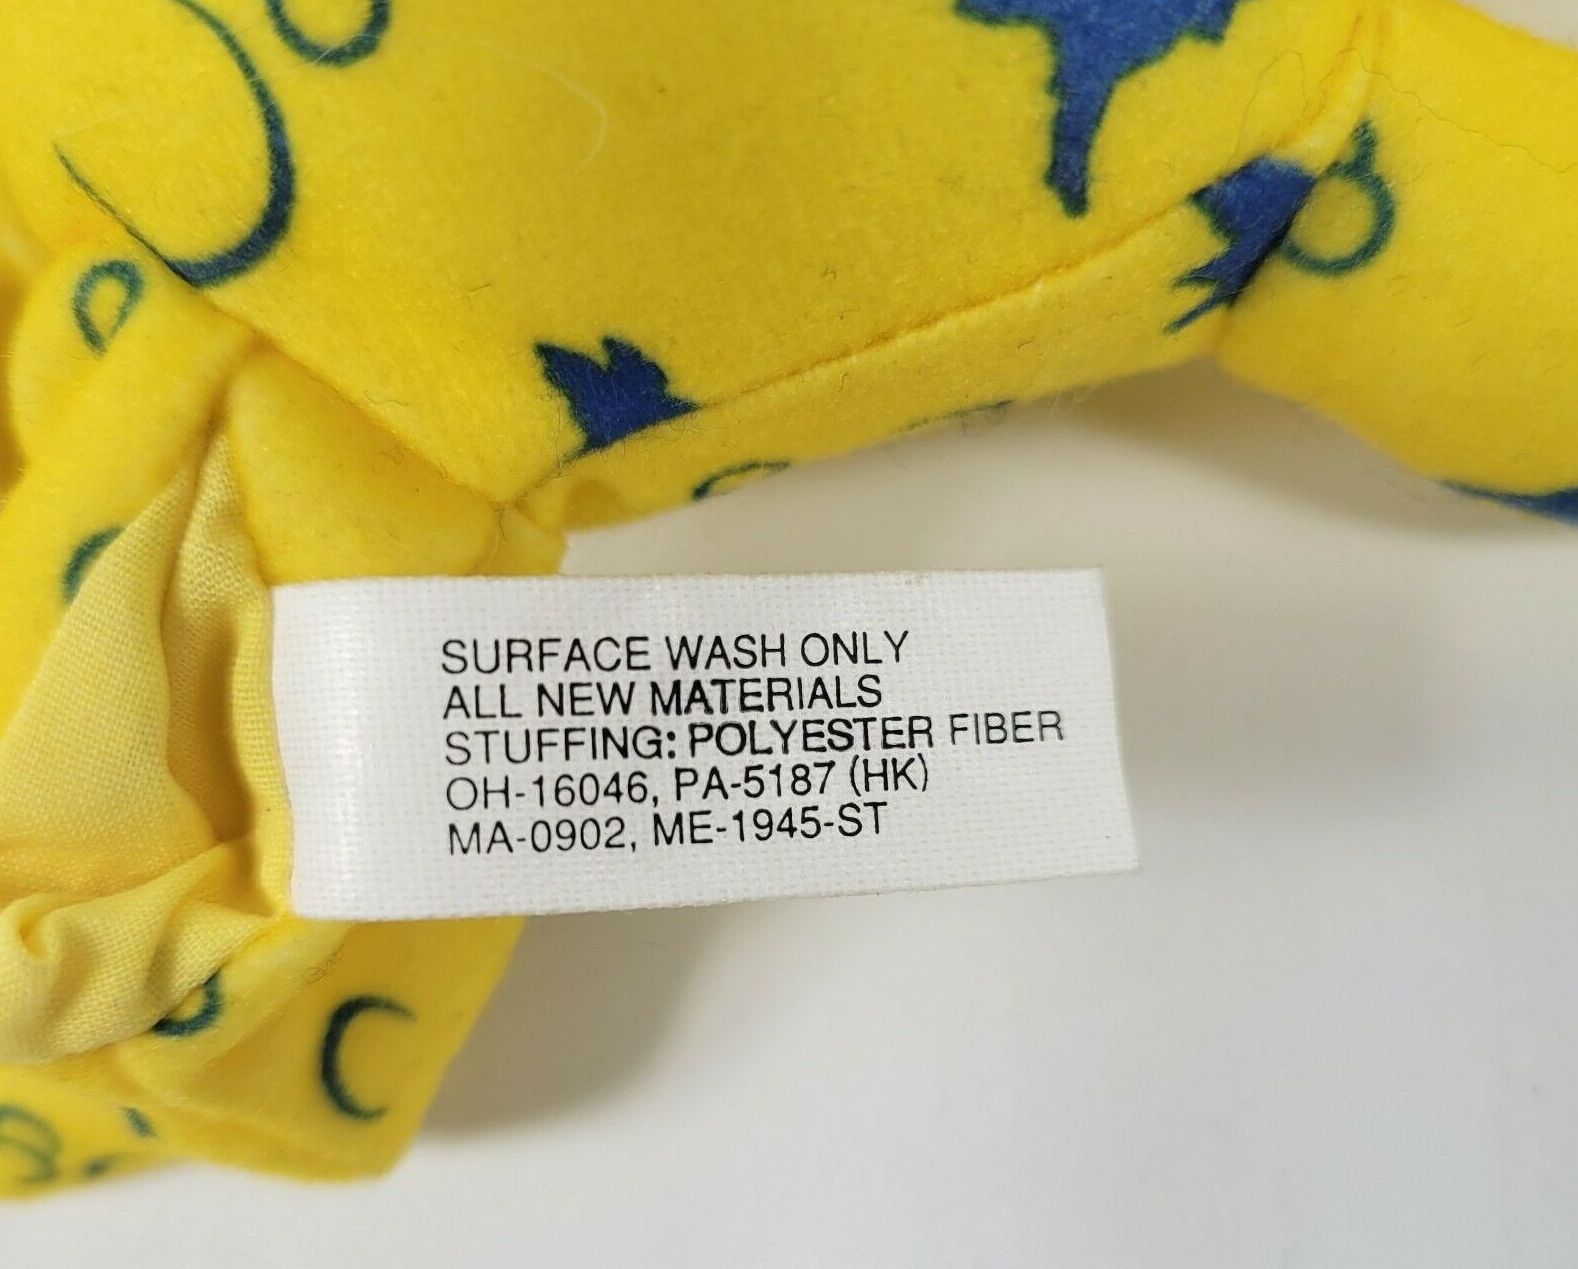 SURFACE WASH ONLY
ALL NEW MATERIALS
STUFFING: POLYESTER FIBER
OH-16046, PA-5187 (HK)
MA-0902, ME-1945-ST